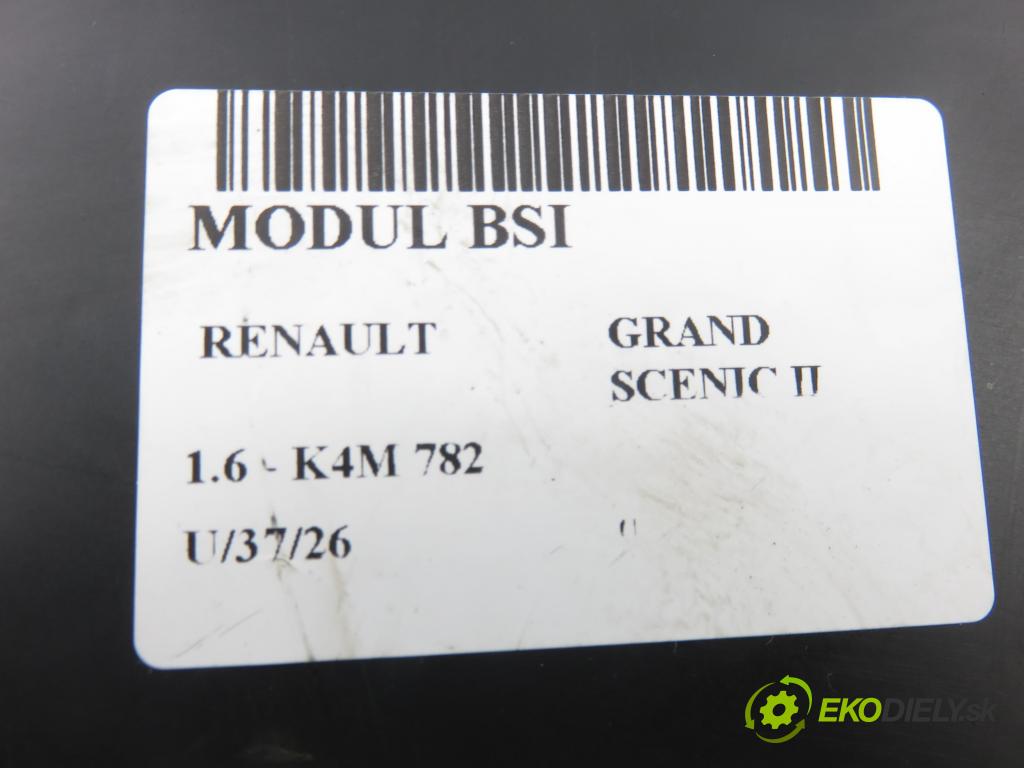 MODUL BSI
RENAULT
GRAND
SCENIC II
1.6 - K4M 782
U/37/26
EKODIELY.sk